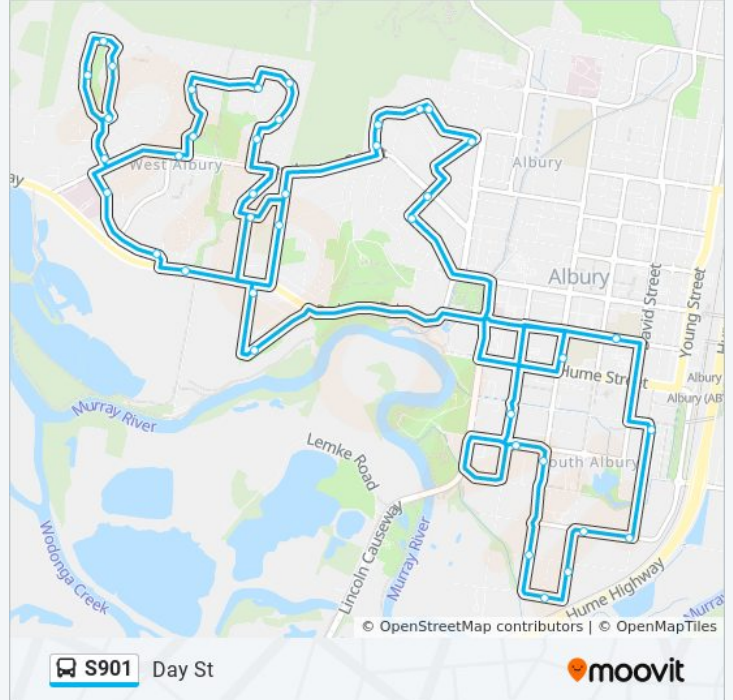 West Albury
ay
Albury
Albury
David Street
Young Street
Hume Street
Albury
Albury (AB
Murray River
Lemke Road
South Albury
Wodonga Creek
Lincoln Causeway
Murray River
Hume Highway
Murray
© OpenStreetMap contributors | © OpenMapTiles
S901 Day St
moovit